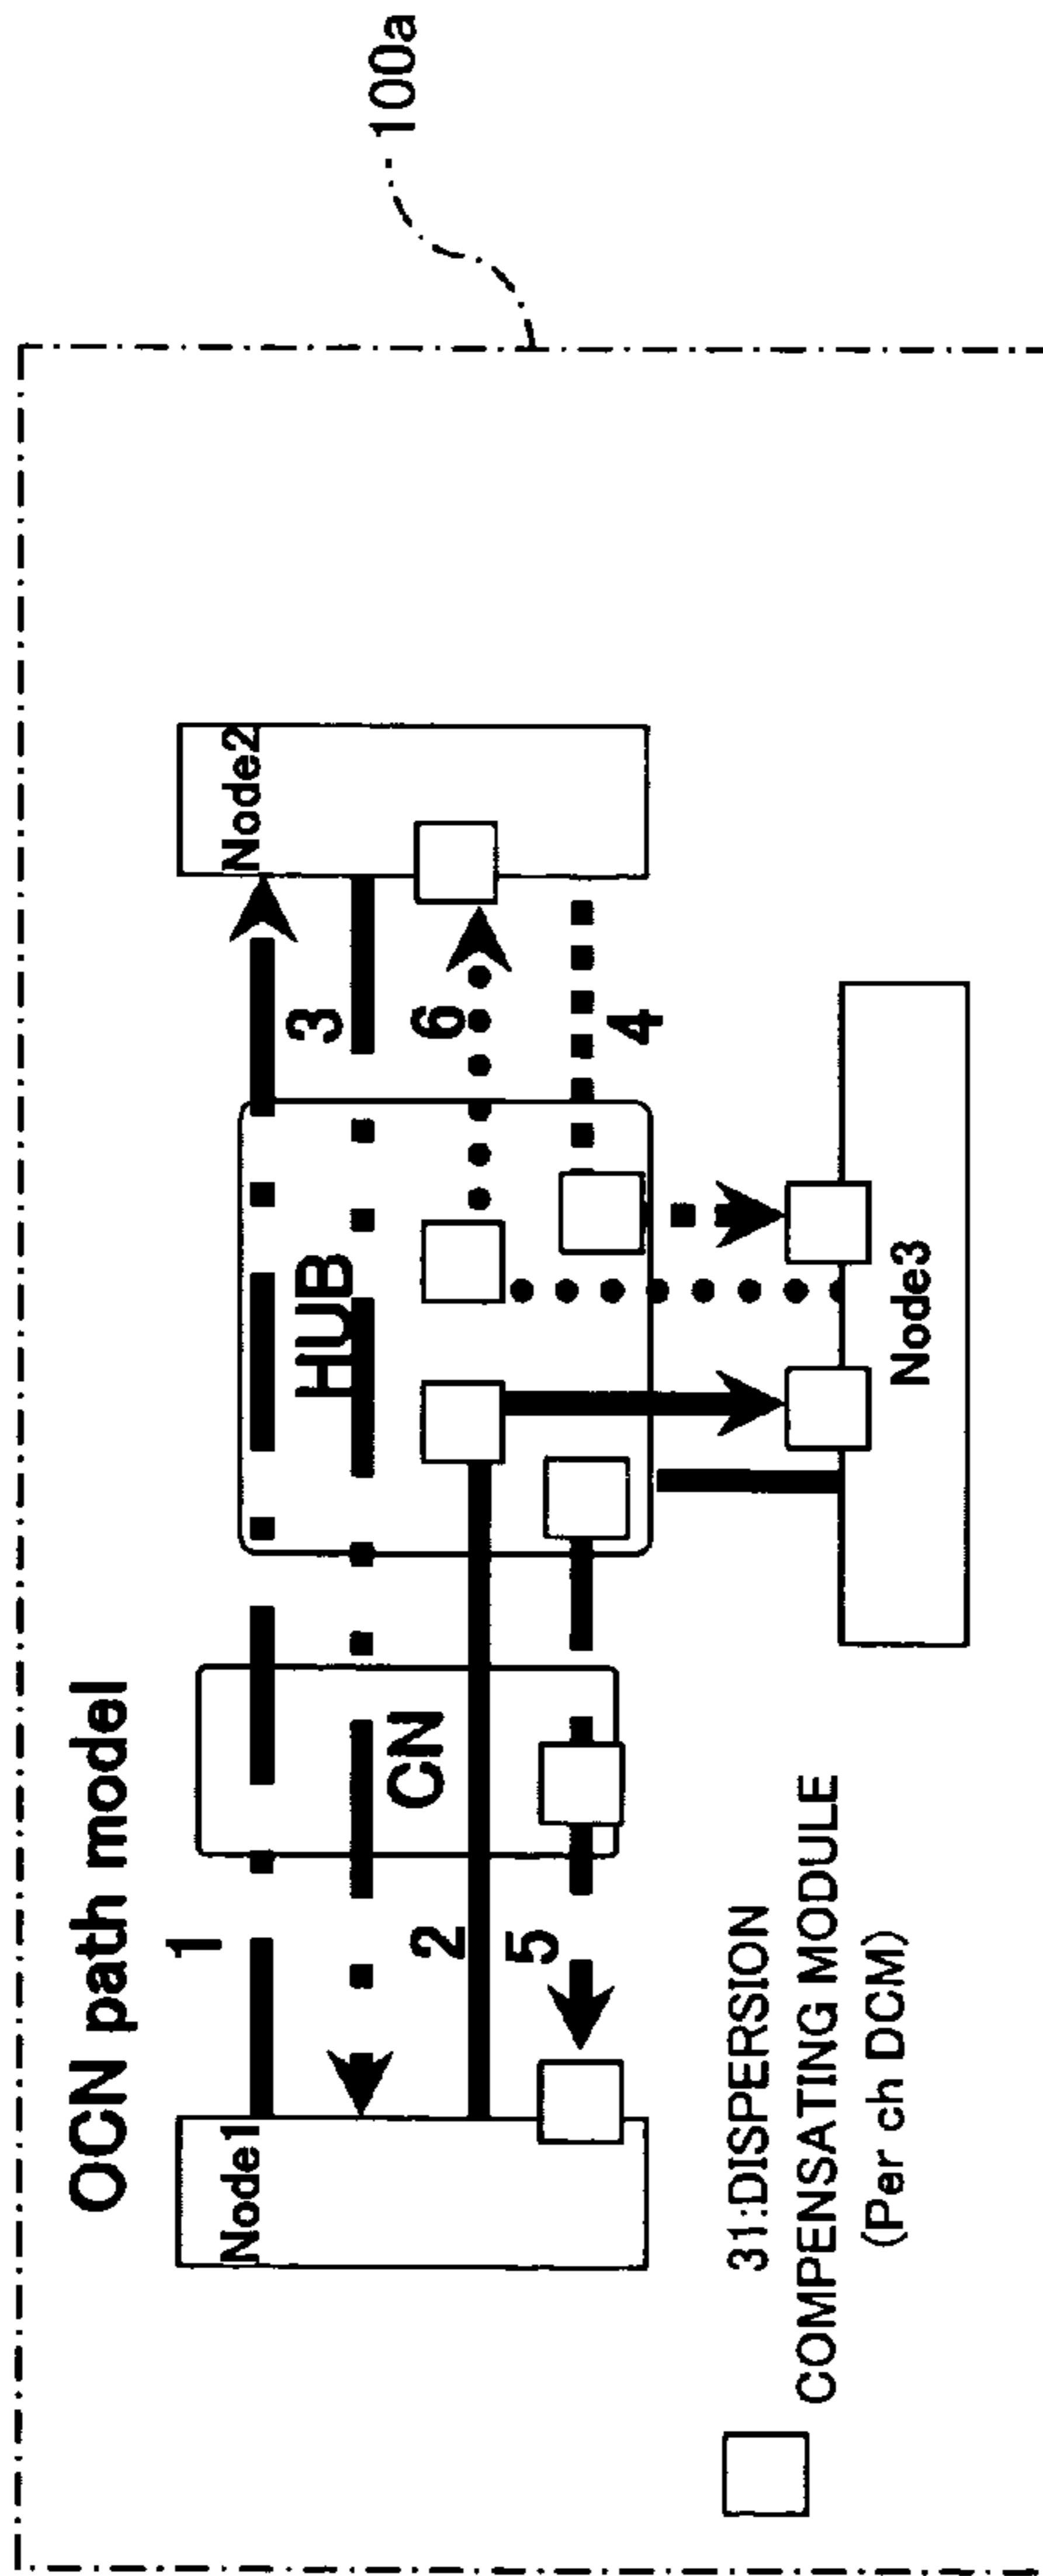 100a
OCN path model
Node1
1
2
5
CN
HUB
3
6
4
Node2
Node3
31:DISPERSION
COMPENSATING MODULE
(Per ch DCM)